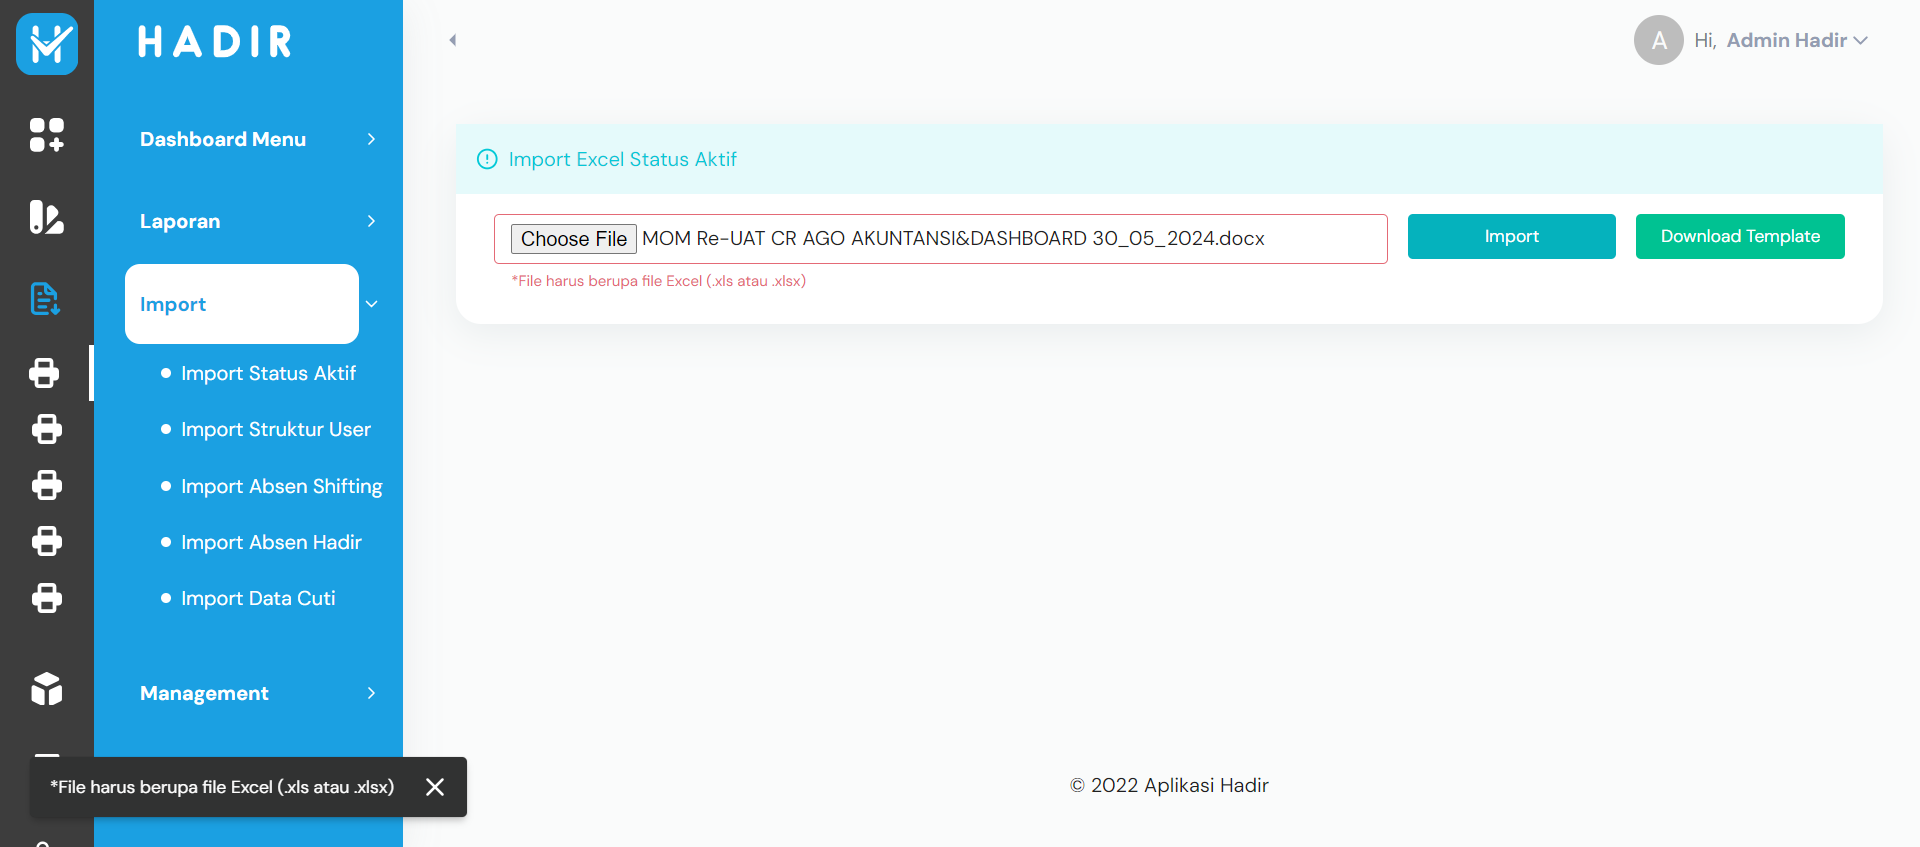 HADIR
A Hi, Admin Hadir
Dashboard Menu
Laporan
Import
Import Status Aktif
Import Struktur User
Import Absen Shifting
Import Absen Hadir
Import Data Cuti
Management
Import Excel Status Aktif
Choose File MOM Re-UAT CR AGO AKUNTANSI&DASHBOARD 30_05_2024.docx
Import
Download Template
*File harus berupa file Excel (.xls atau .xlsx)
*File harus berupa file Excel (.xls atau .xlsx)
© 2022 Aplikasi Hadir